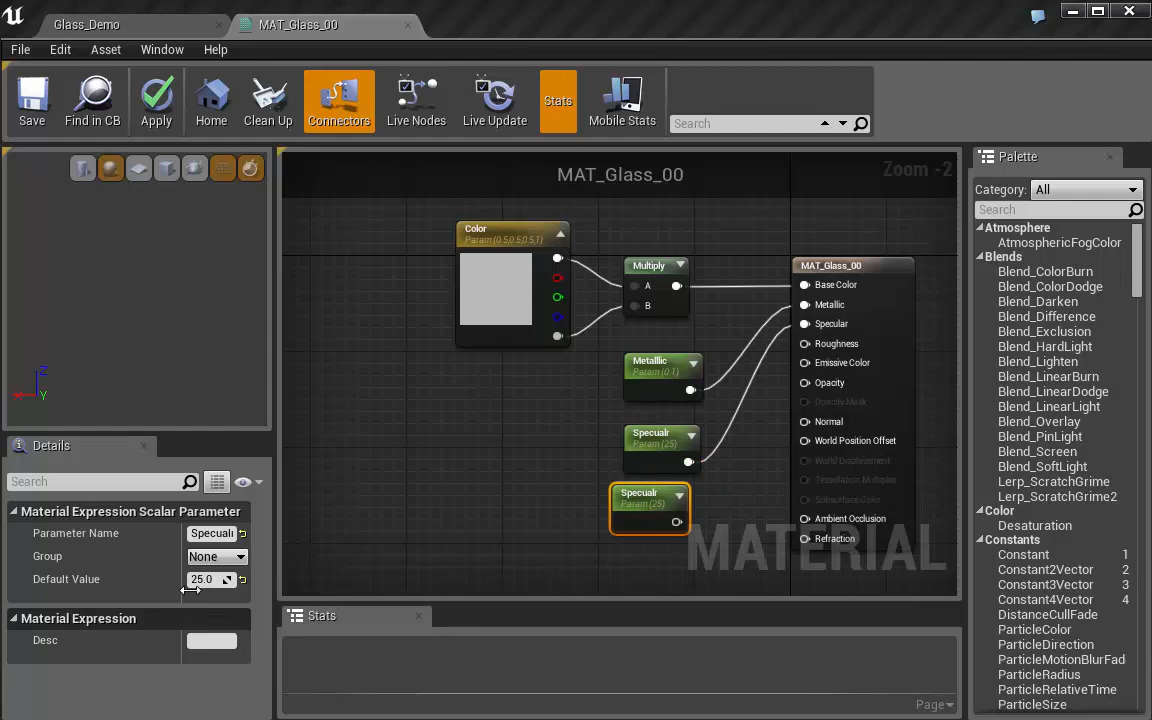 Glass_Demo
MAT_Glass_00
File Edit Asset Window Help
Save
Find in CB
Apply
Home
Clean Up
Connectors
Live Nodes
Live Update
Stats
Mobile Stats
Search
MAT_Glass_00
Zoom -2
Color
Param (0.5,0.5,0.5,1)
Multiply
A
B
Metalllic
Param (0.1)
Specualr
Param (25)
Specualr
Param (25)
MAT_Glass_00
Base Color
Metallic
Specular
Roughness
Emissive Color
Opacity
Opacity Mask
Normal
World Position Offset
World Displacement
Tessellation Multiplier
Subsurface Color
Ambient Occlusion
Refraction
MATERIAL
Z
X
Y
Details
Search
Material Expression Scalar Parameter
Parameter Name Specualr
Group None
Default Value 25.0
Material Expression
Desc
Stats
Page
Palette
Category: All
Search
Atmosphere
AtmosphericFogColor
Blends
Blend_ColorBurn
Blend_ColorDodge
Blend_Darken
Blend_Difference
Blend_Exclusion
Blend_HardLight
Blend_Lighten
Blend_LinearBurn
Blend_LinearDodge
Blend_LinearLight
Blend_Overlay
Blend_PinLight
Blend_Screen
Blend_SoftLight
Lerp_ScratchGrime
Lerp_ScratchGrime2
Color
Desaturation
Constants
Constant 1
Constant2Vector 2
Constant3Vector 3
Constant4Vector 4
DistanceCullFade
ParticleColor
ParticleDirection
ParticleMotionBlurFad
ParticleRadius
ParticleRelativeTime
ParticleSize